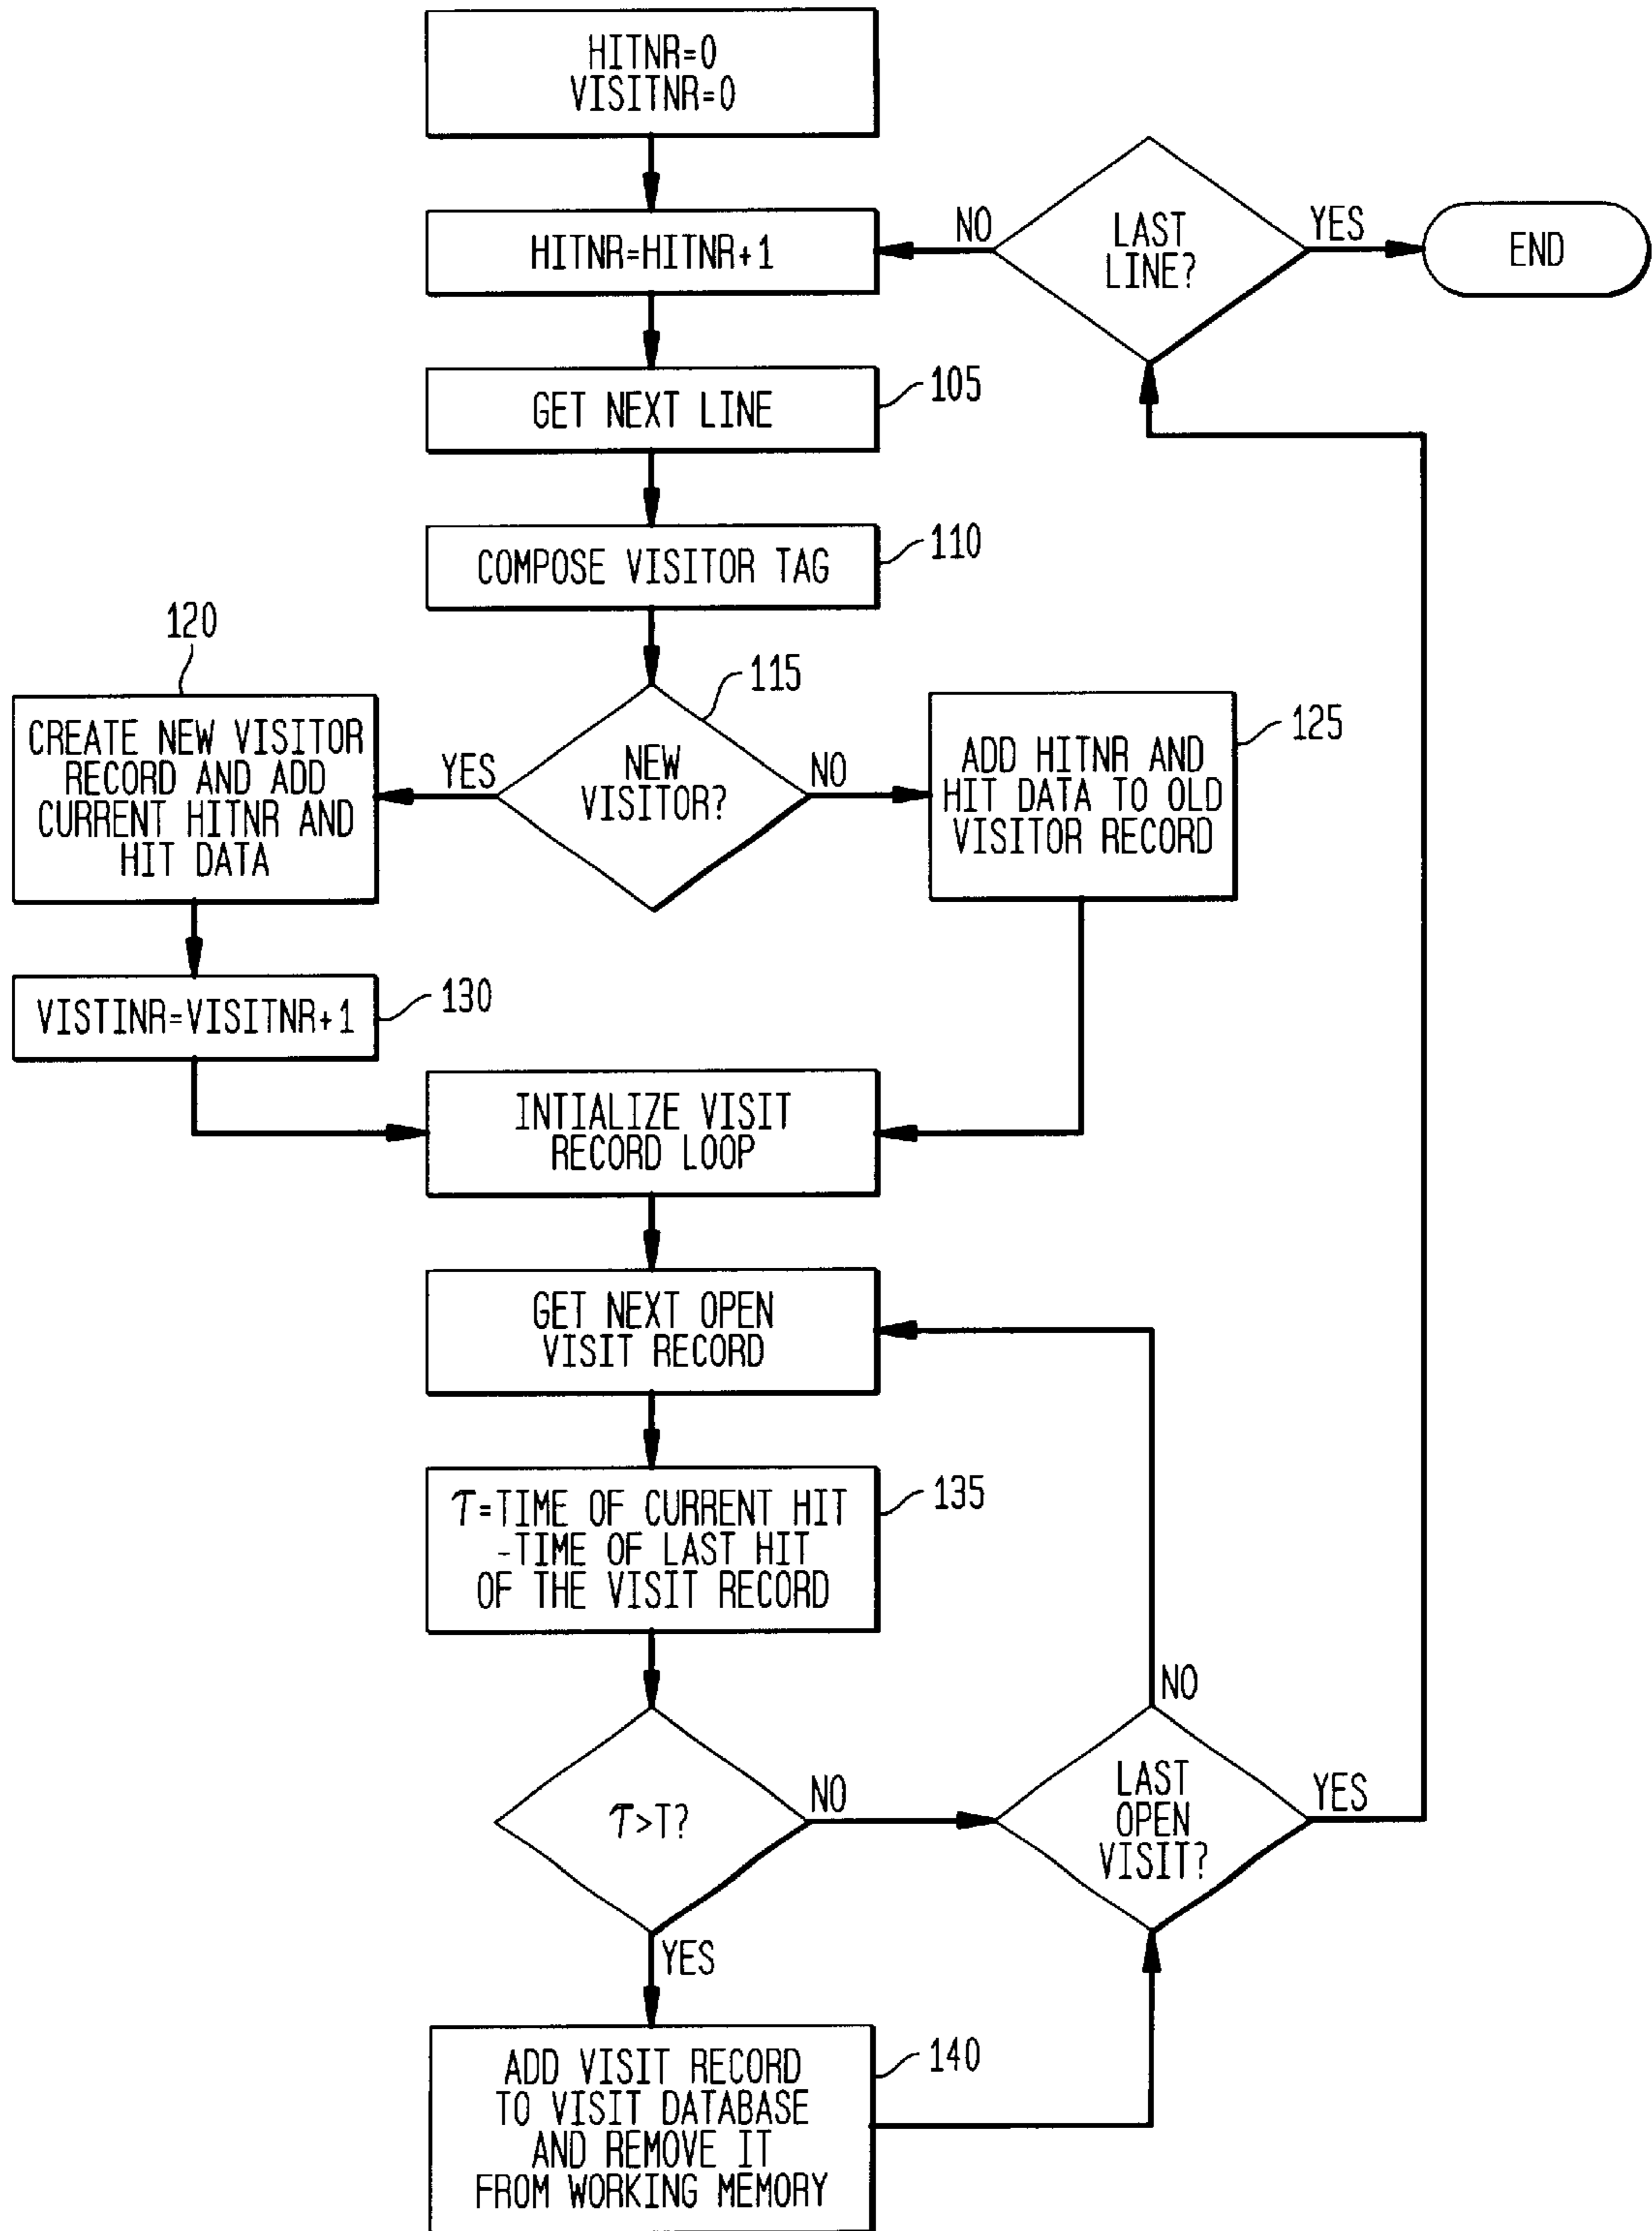 HITNR=0
VISITNR=0
HITNR=HITNR+1
NO
LAST
LINE?
YES
END
GET NEXT LINE
105
COMPOSE VISITOR TAG
110
120
CREATE NEW VISITOR
RECORD AND ADD
CURRENT HITNR AND
HIT DATA
YES
NEW
VISITOR?
115
NO
ADD HITNR AND
HIT DATA TO OLD
VISITOR RECORD
125
VISTINR=VISITNR+1
130
INTIALIZE VISIT
RECORD LOOP
GET NEXT OPEN
VISIT RECORD
τ=TIME OF CURRENT HIT
-TIME OF LAST HIT
OF THE VISIT RECORD
135
τ>T?
NO
YES
LAST
OPEN
VISIT?
NO
YES
ADD VISIT RECORD
TO VISIT DATABASE
AND REMOVE IT
FROM WORKING MEMORY
140